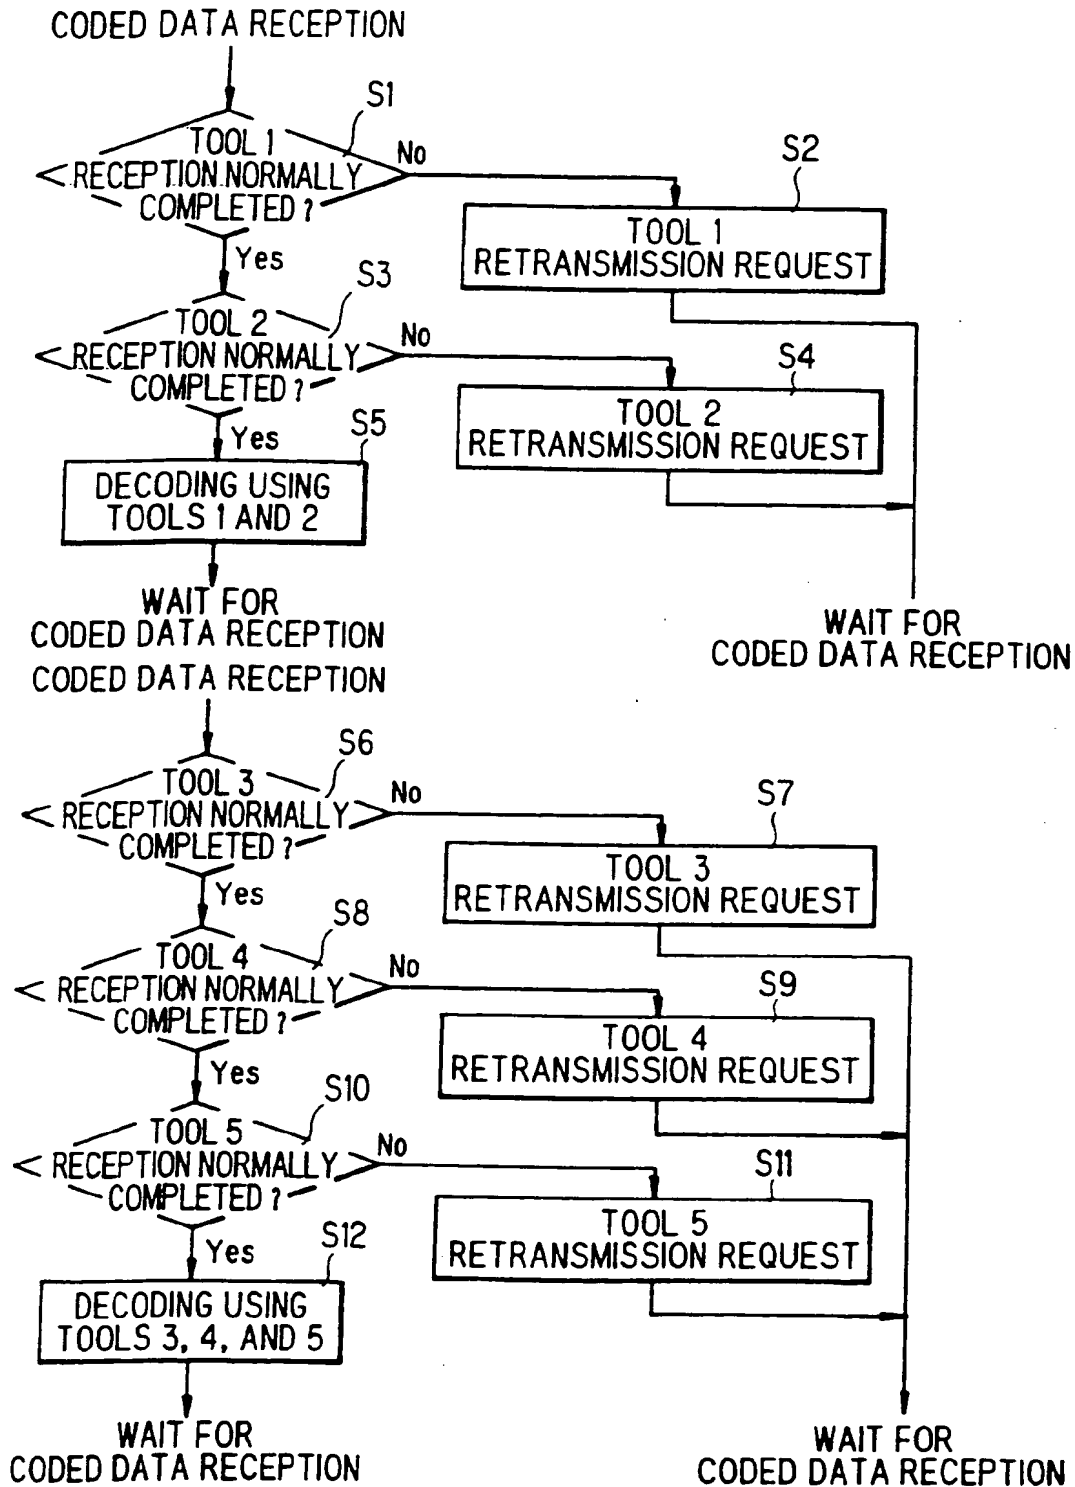 CODED DATA RECEPTION
S1
TOOL 1
RECEPTION NORMALLY
COMPLETED?
No
Yes
S2
TOOL 1
RETRANSMISSION REQUEST
S3
TOOL 2
RECEPTION NORMALLY
COMPLETED?
No
Yes
S4
TOOL 2
RETRANSMISSION REQUEST
S5
DECODING USING
TOOLS 1 AND 2
WAIT FOR
CODED DATA RECEPTION
WAIT FOR
CODED DATA RECEPTION
CODED DATA RECEPTION
S6
TOOL 3
RECEPTION NORMALLY
COMPLETED?
No
Yes
S7
TOOL 3
RETRANSMISSION REQUEST
S8
TOOL 4
RECEPTION NORMALLY
COMPLETED?
No
Yes
S9
TOOL 4
RETRANSMISSION REQUEST
S10
TOOL 5
RECEPTION NORMALLY
COMPLETED?
No
Yes
S11
TOOL 5
RETRANSMISSION REQUEST
S12
DECODING USING
TOOLS 3, 4, AND 5
WAIT FOR
CODED DATA RECEPTION
WAIT FOR
CODED DATA RECEPTION